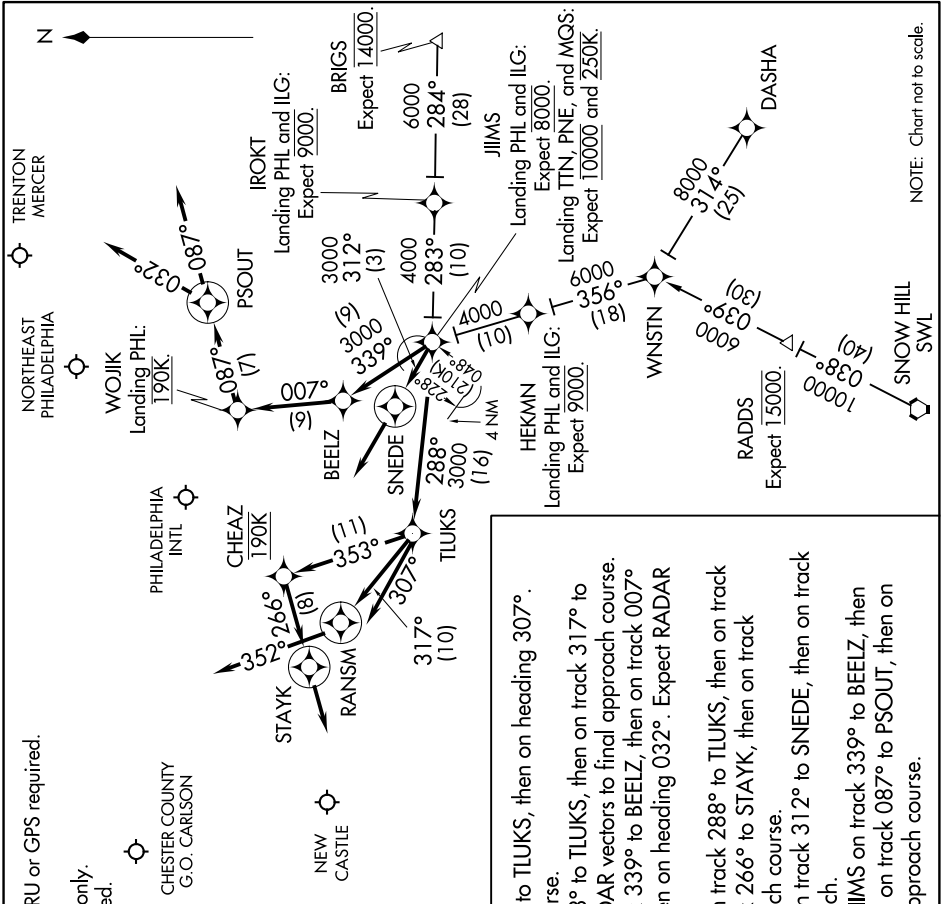 RU or GPS required.
only.
ed.
N
TRENTON
MERCER
NORTHEAST
PHILADELPHIA
PHILADELPHIA
INTL
CHESTER COUNTY
G.O. CARLSON
NEW
CASTLE
WOJIK
Landing PHL:
190K.
032°
087°
PSOUT
087°
(7)
007°
(9)
BEELZ
(9)
3000
339°
3000
312°
(3)
SNEDE
IROKT
Landing PHL and ILG:
Expect 9000.
BRIGS
Expect 14000.
6000
284°
(28)
4000
283°
(10)
JIIMS
Landing PHL and ILG:
Expect 8000.
Landing TTN, PNE, and MQS:
Expect 10000 and 250K.
228°
(210K)
048°
4 NM
288°
3000
(16)
TLUKS
CHEAZ
190K
353°
(11)
266°
(8)
STAYK
352°
RANSM
307°
317°
(10)
4000
(10)
HEKMN
Landing PHL and ILG:
Expect 9000.
6000
356°
(18)
WNSTN
8000
314°
(25)
DASHA
6000
039°
(30)
RADDS
Expect 15000.
10000
038°
(40)
SNOW HILL
SWL
NOTE: Chart not to scale.
to TLUKS, then on heading 307°.
rse.
8° to TLUKS, then on track 317° to
DAR vectors to final approach course.
339° to BEELZ, then on track 007°
en on heading 032°. Expect RADAR
n track 288° to TLUKS, then on track
266° to STAYK, then on track
ch course.
n track 312° to SNEDE, then on track
ch.
IIMS on track 339° to BEELZ, then
on track 087° to PSOUT, then on
pproach course.